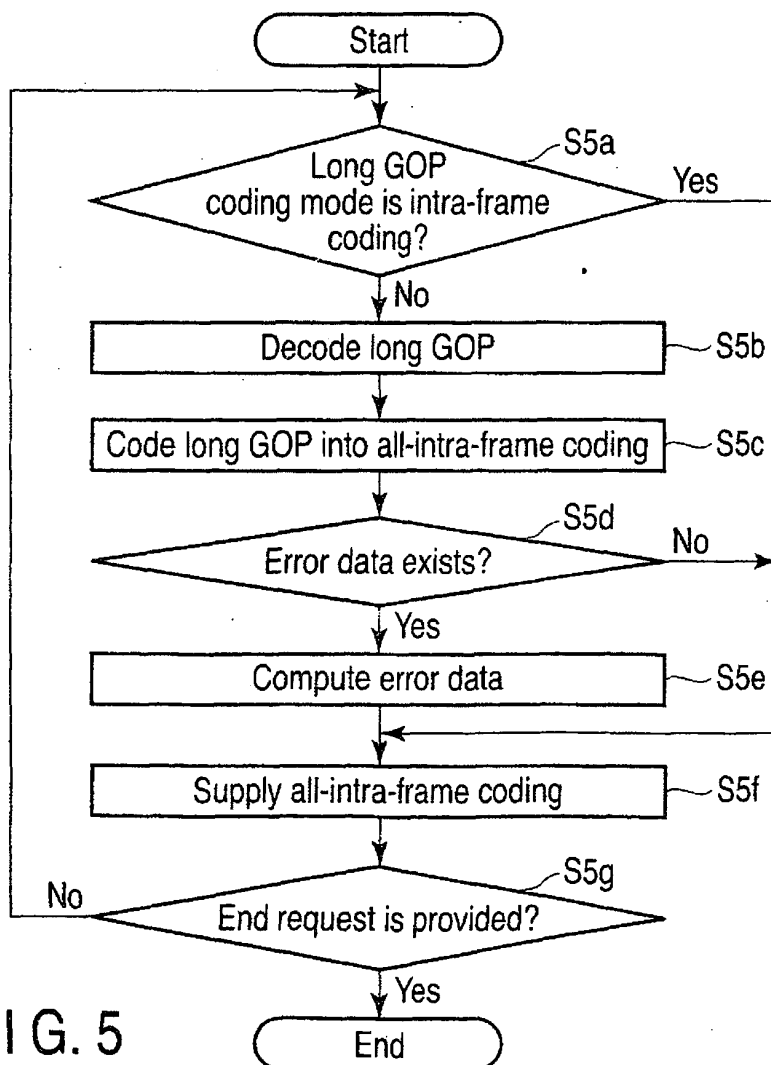 Start
S5a
Long GOP
coding mode is intra-frame
coding?
Yes
No
Decode long GOP
S5b
Code long GOP into all-intra-frame coding
S5c
S5d
Error data exists?
No
Yes
Compute error data
S5e
Supply all-intra-frame coding
S5f
S5g
No
End request is provided?
Yes
I G. 5
End